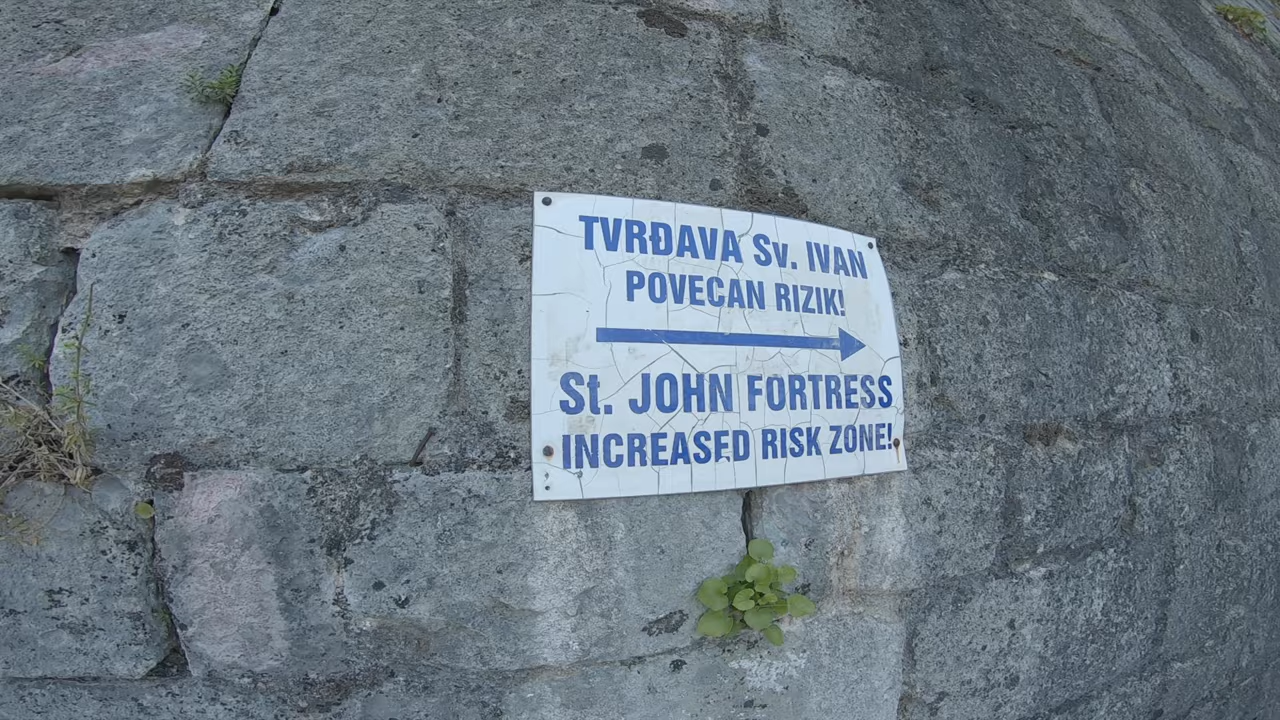 TVRĐAVA Sv. IVAN
POVECAN RIZIK!
St. JOHN FORTRESS
INCREASED RISK ZONE!